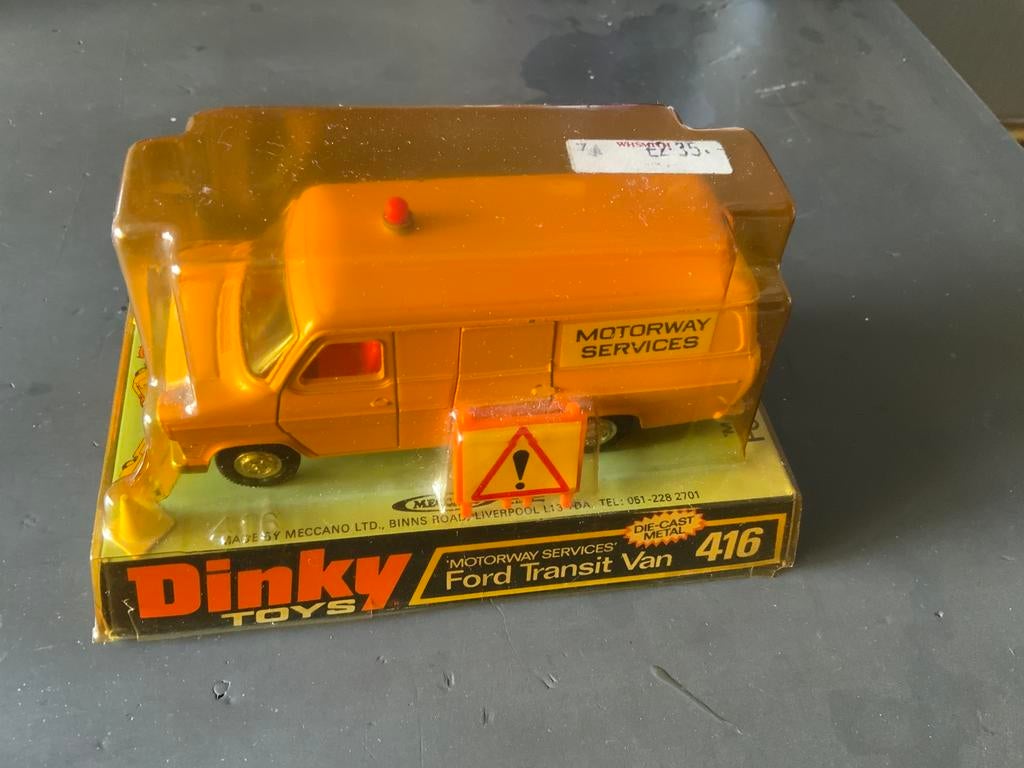 WHSMITH
£2.35
MOTORWAY
SERVICES
MADE BY MECCANO LTD., BINNS ROAD, LIVERPOOL L13 TEL: 051-228 2701
Dinky
TOYS
'MOTORWAY SERVICES'
Ford Transit Van
DIE-CAST
METAL
416